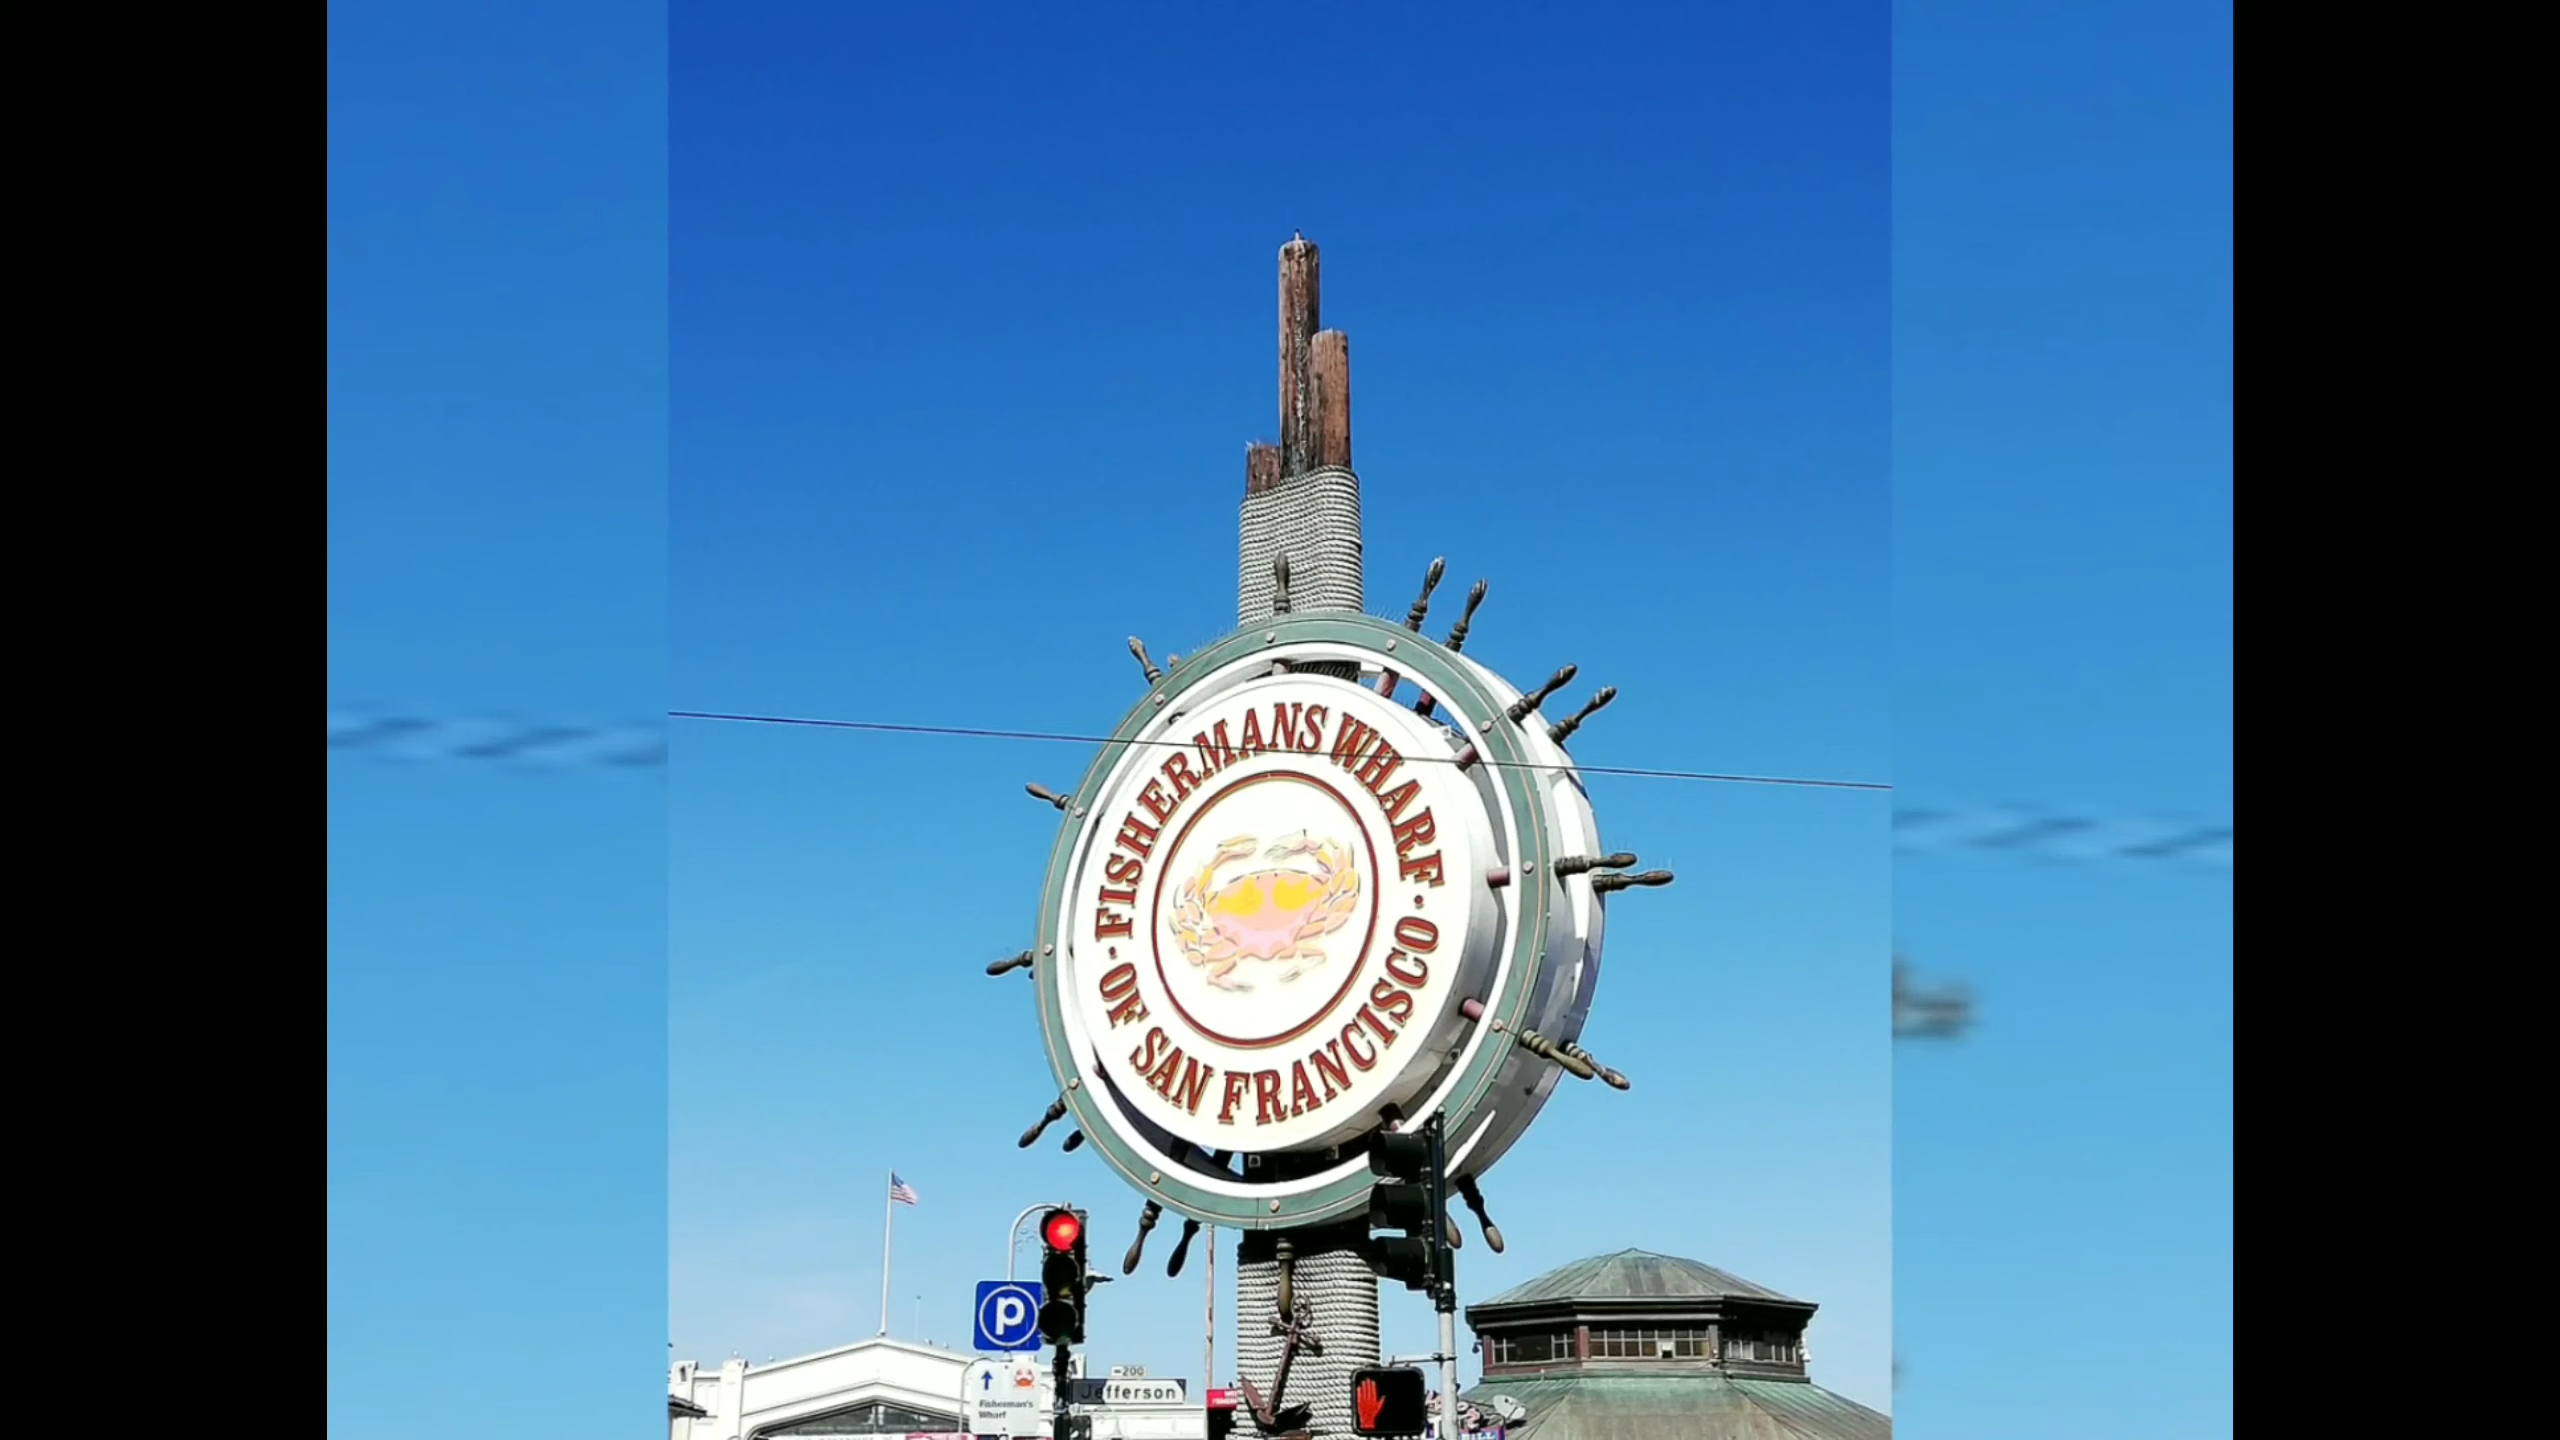 FISHERMANS WHARF
OF SAN FRANCISCO
P
200
Jefferson
Fisherman's
Wharf